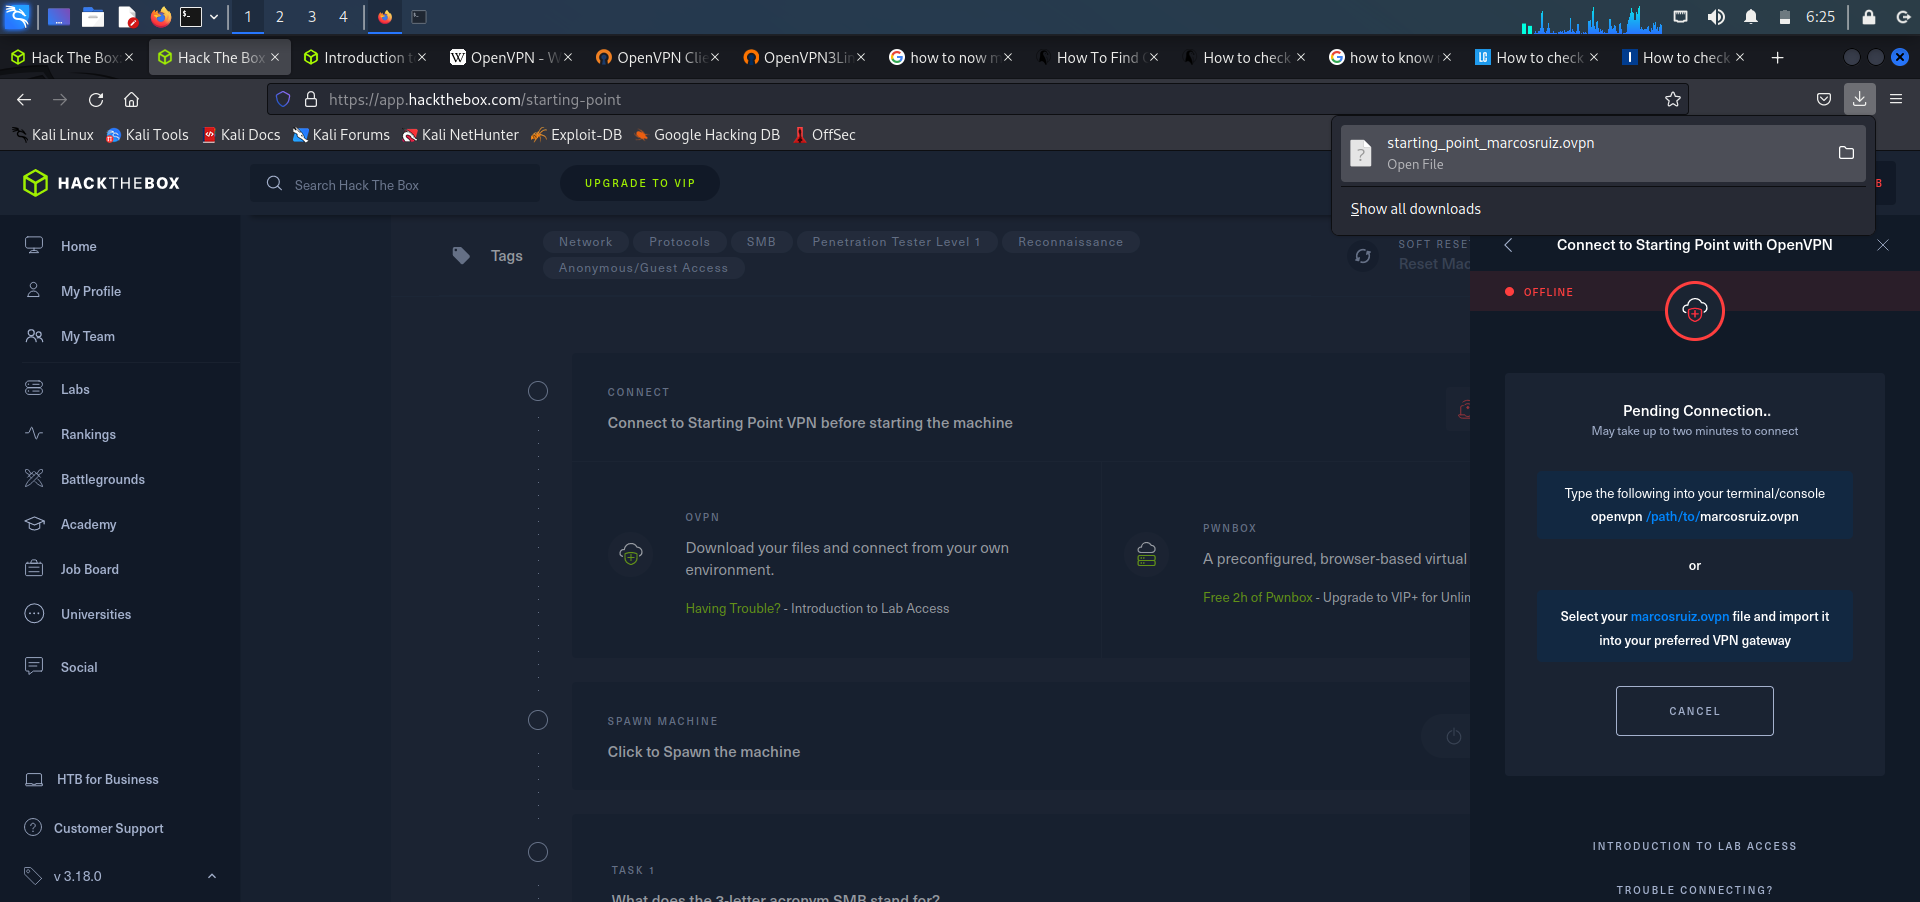 1 2 3 4 6:25
Hack The Box
Hack The Box
Introduction t
OpenVPN - W
OpenVPN Clie
OpenVPN3Lin
how to now m
How To Find
How to check
how to know
How to check
How to check
https://app.hackthebox.com/starting-point
Kali Linux
Kali Tools
Kali Docs
Kali Forums
Kali NetHunter
Exploit-DB
Google Hacking DB
OffSec
starting_point_marcosruiz.ovpn
Open File
Show all downloads
HACKTHEBOX
Search Hack The Box
UPGRADE TO VIP
B
Home
My Profile
My Team
Labs
Rankings
Battlegrounds
Academy
Job Board
Universities
Social
HTB for Business
Customer Support
v 3.18.0
Tags
Network
Protocols
SMB
Penetration Tester Level 1
Reconnaissance
Anonymous/Guest Access
SOFT RESE
Reset Mac
CONNECT
Connect to Starting Point VPN before starting the machine
OVPN
Download your files and connect from your own
environment.
Having Trouble? - Introduction to Lab Access
PWNBOX
A preconfigured, browser-based virtual
Free 2h of Pwnbox - Upgrade to VIP+ for Unlin
SPAWN MACHINE
Click to Spawn the machine
TASK 1
What does the 3-letter acronym SMB stand for?
Connect to Starting Point with OpenVPN
OFFLINE
Pending Connection..
May take up to two minutes to connect
Type the following into your terminal/console
openvpn /path/to/marcosruiz.ovpn
or
Select your marcosruiz.ovpn file and import it
into your preferred VPN gateway
CANCEL
INTRODUCTION TO LAB ACCESS
TROUBLE CONNECTING?